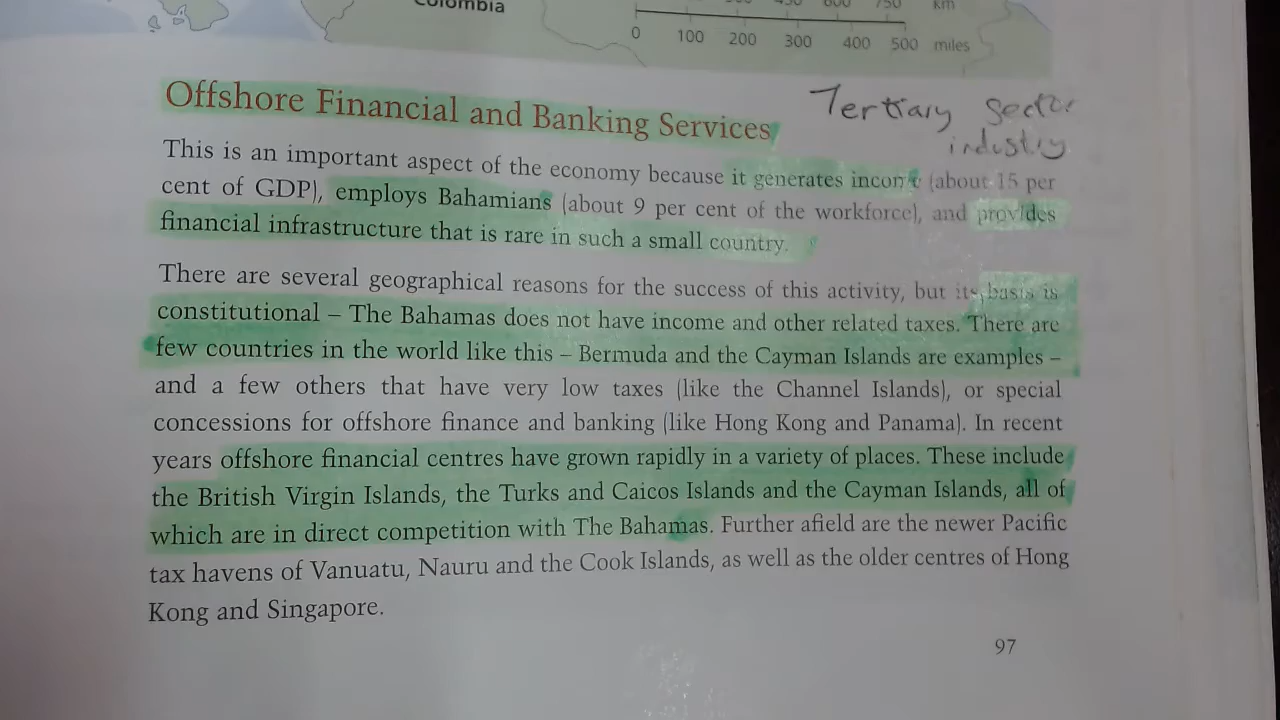 Colombia
450 600 750 km
0 100 200 300 400 500 miles
Offshore Financial and Banking Services
Tertiary Sector
industry
This is an important aspect of the economy because it generates income (about 15 per
cent of GDP), employs Bahamians (about 9 per cent of the workforce), and provides
financial infrastructure that is rare in such a small country.
There are several geographical reasons for the success of this activity, but its basis is
constitutional – The Bahamas does not have income and other related taxes. There are
few countries in the world like this – Bermuda and the Cayman Islands are examples –
and a few others that have very low taxes (like the Channel Islands), or special
concessions for offshore finance and banking (like Hong Kong and Panama). In recent
years offshore financial centres have grown rapidly in a variety of places. These include
the British Virgin Islands, the Turks and Caicos Islands and the Cayman Islands, all of
which are in direct competition with The Bahamas. Further afield are the newer Pacific
tax havens of Vanuatu, Nauru and the Cook Islands, as well as the older centres of Hong
Kong and Singapore.
97